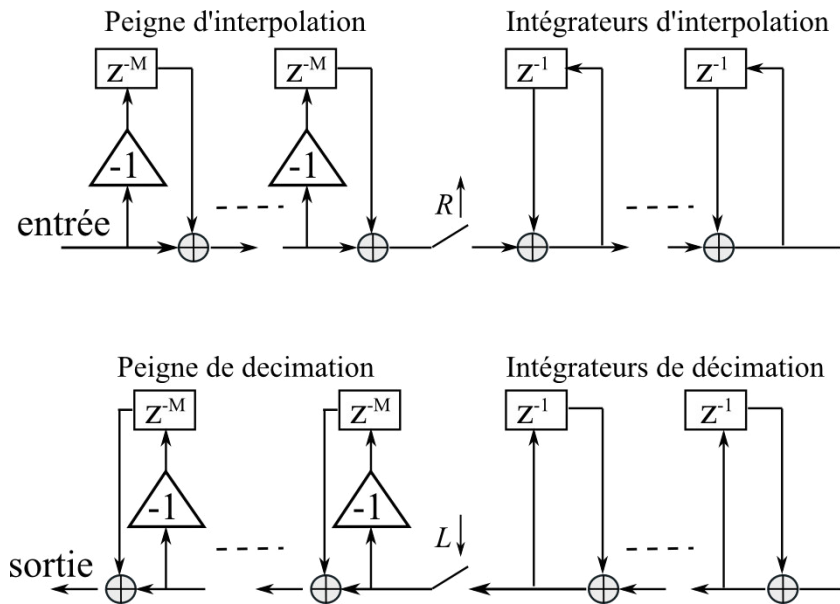 Peigne d'interpolation Intégrateurs d'interpolation
z-M z-M z-1 z-1
-1 -1
R
entrée
Peigne de decimation Intégrateurs de décimation
z-M z-M z-1 z-1
-1 -1
L
sortie